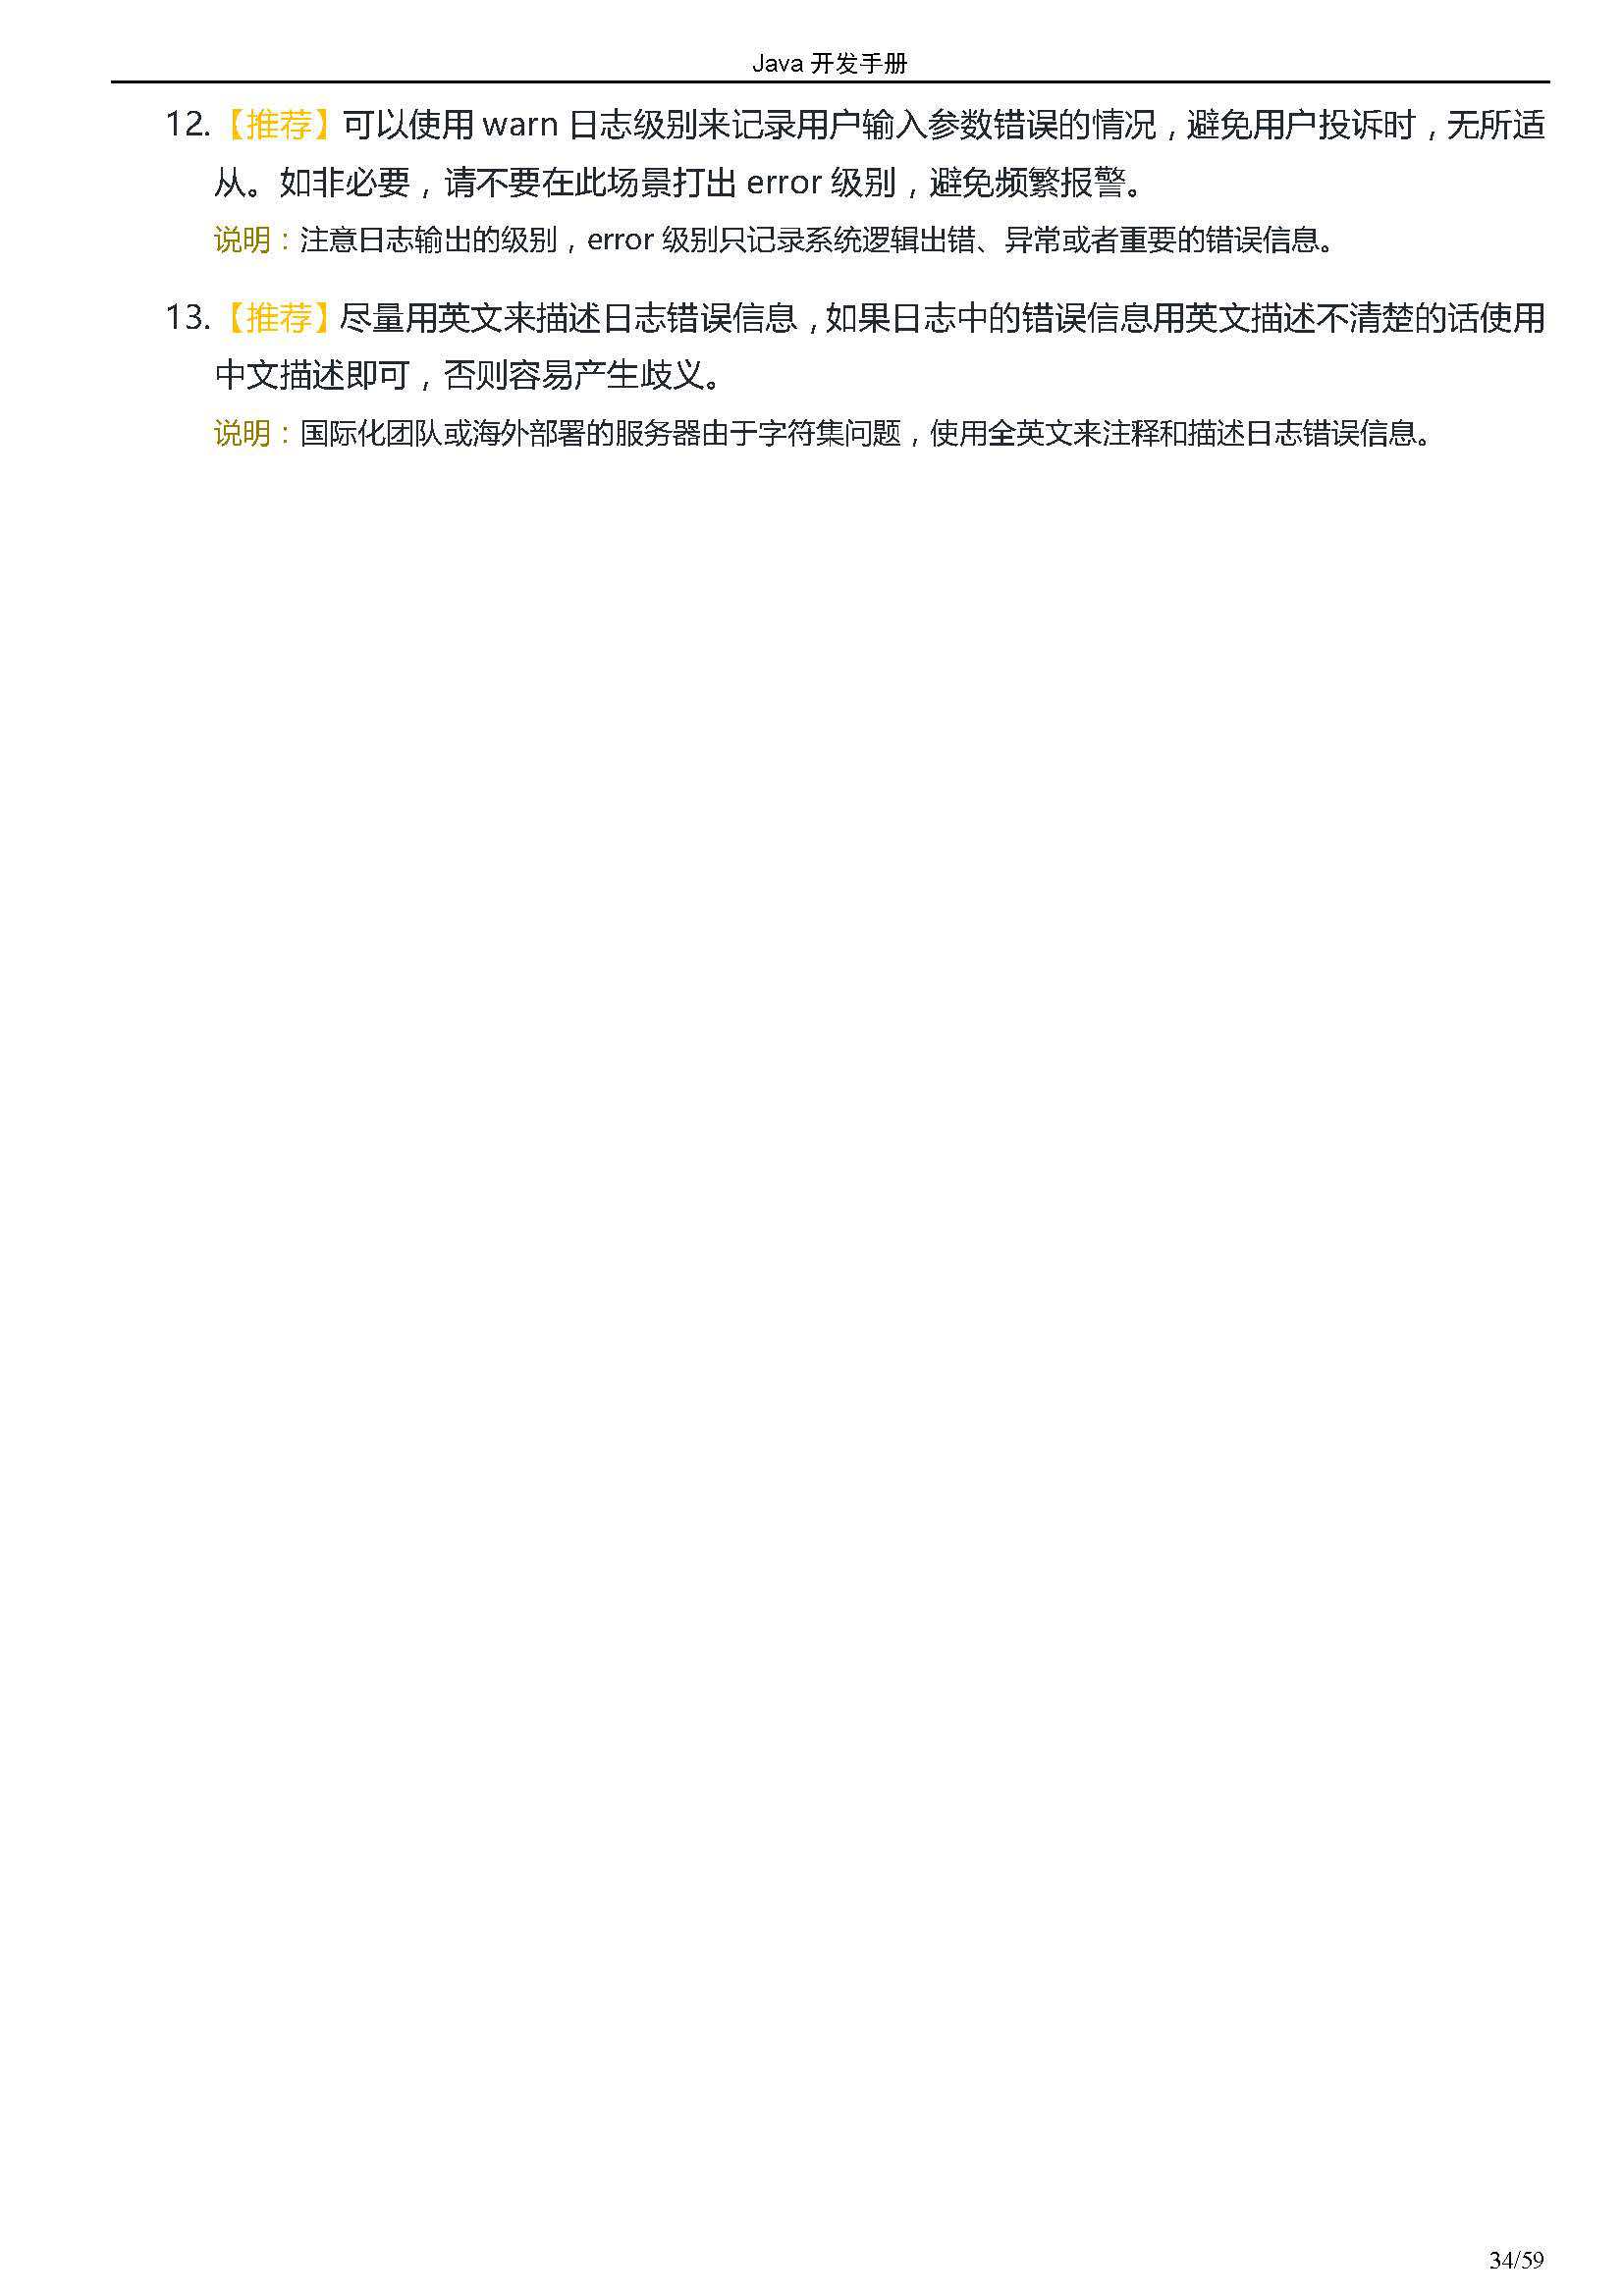 Java 开发手册
12.【推荐】可以使用 warn 日志级别来记录用户输入参数错误的情况，避免用户投诉时，无所适
从。如非必要，请不要在此场景打出 error 级别，避免频繁报警。
说明：注意日志输出的级别，error 级别只记录系统逻辑出错、异常或者重要的错误信息。
13.【推荐】尽量用英文来描述日志错误信息，如果日志中的错误信息用英文描述不清楚的话使用
中文描述即可，否则容易产生歧义。
说明：国际化团队或海外部署的服务器由于字符集问题，使用全英文来注释和描述日志错误信息。
34/59